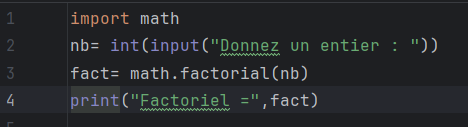 1 import math
2 nb= int(input("Donnez un entier : "))
3 fact= math.factorial(nb)
4 print("Factoriel =",fact)